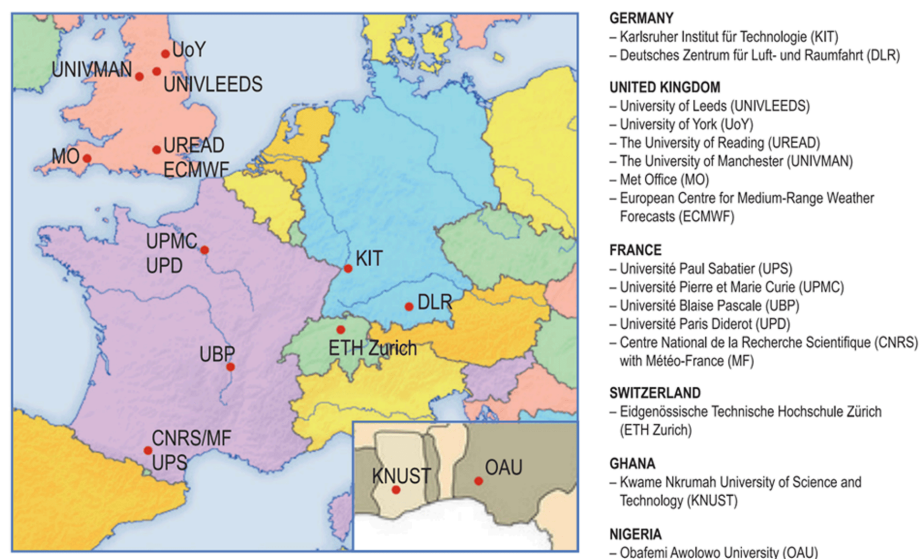 UoY
UNIVMAN
UNIVLEEDS
MO
UREAD
ECMWF
UPMC
UPD
KIT
DLR
ETH Zurich
UBP
CNRS/MF
UPS
KNUST
OAU
GERMANY
– Karlsruher Institut für Technologie (KIT)
– Deutsches Zentrum für Luft- und Raumfahrt (DLR)
UNITED KINGDOM
– University of Leeds (UNIVLEEDS)
– University of York (UoY)
– The University of Reading (UREAD)
– The University of Manchester (UNIVMAN)
– Met Office (MO)
– European Centre for Medium-Range Weather
Forecasts (ECMWF)
FRANCE
– Université Paul Sabatier (UPS)
– Université Pierre et Marie Curie (UPMC)
– Université Blaise Pascale (UBP)
– Université Paris Diderot (UPD)
– Centre National de la Recherche Scientifique (CNRS)
with Météo-France (MF)
SWITZERLAND
– Eidgenössische Technische Hochschule Zürich
(ETH Zurich)
GHANA
– Kwame Nkrumah University of Science and
Technology (KNUST)
NIGERIA
– Obafemi Awolowo University (OAU)